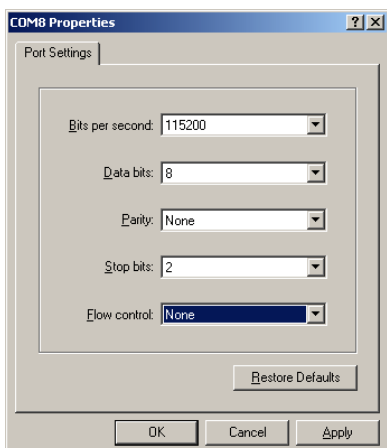 COM8 Properties
Port Settings
Bits per second: 115200
Data bits: 8
Parity: None
Stop bits: 2
Flow control: None
Restore Defaults
OK Cancel Apply